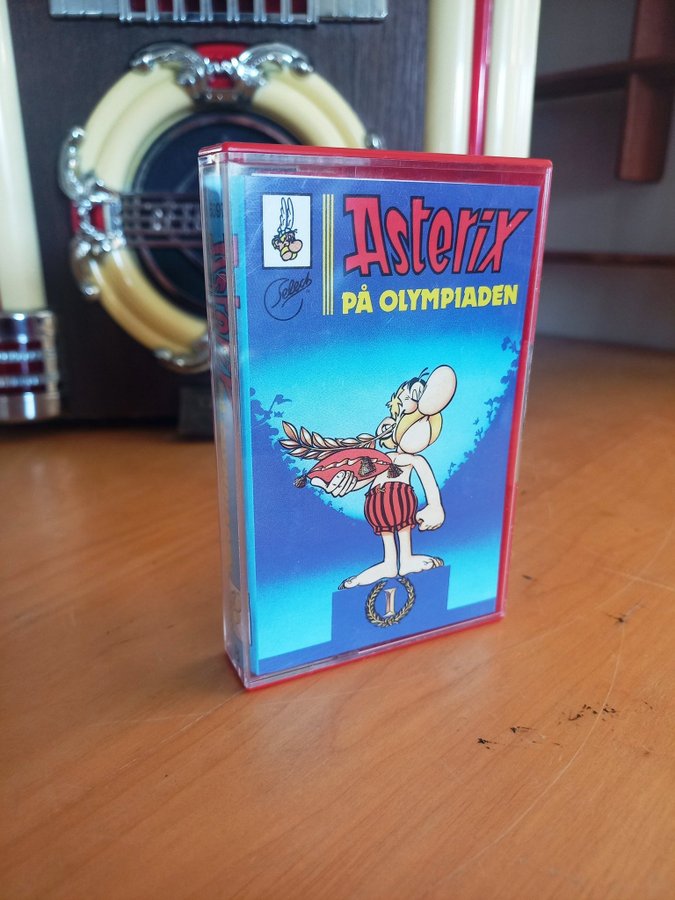 Asterix
PÅ OLYMPIADEN
Select
1